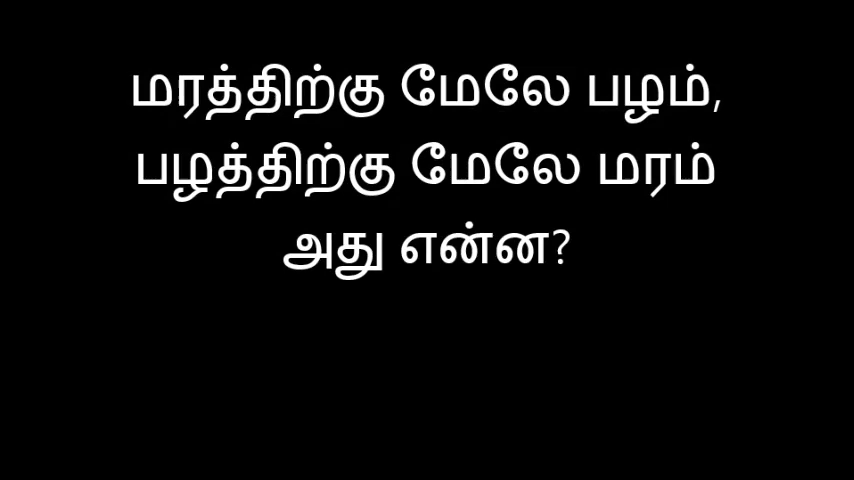 மரத்திற்கு மேலே பழம்,
பழத்திற்கு மேலே மரம்
அது என்ன?